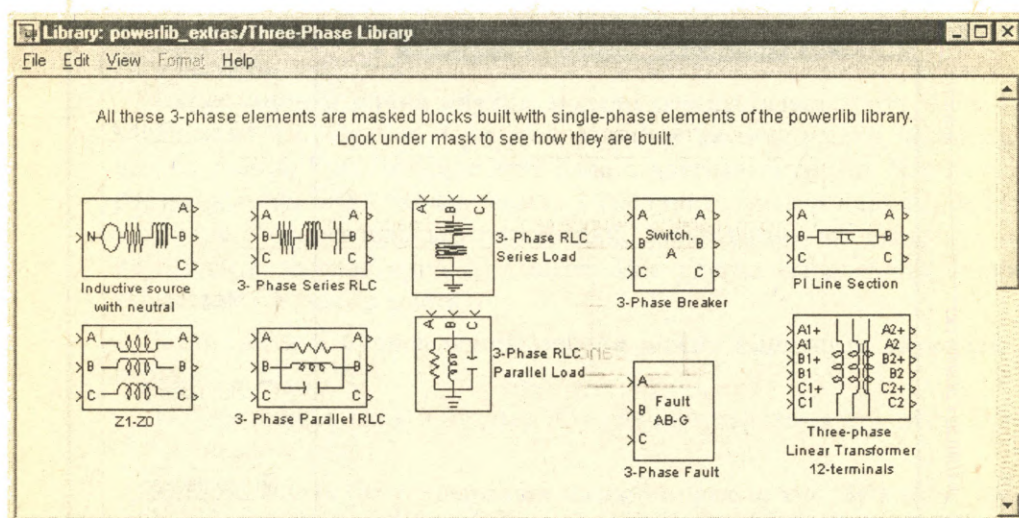 Library: powerlib_extras/Three-Phase Library
File Edit View Format Help
All these 3-phase elements are masked blocks built with single-phase elements of the powerlib library.
Look under mask to see how they are built.
N
A
B
C
Inductive source
with neutral
A
B
C
A
B
C
3- Phase Series RLC
A B C
3- Phase RLC
Series Load
A
B
C
Switch.
A
A
B
C
3-Phase Breaker
A
B
C
A
B
C
PI Line Section
A
B
C
A
B
C
Z1-Z0
A
B
C
A
B
C
3- Phase Parallel RLC
A B C
3-Phase RLC
Parallel Load
A
B
C
Fault
AB-G
3-Phase Fault
A1+ A2+
A1 A2
B1+ B2+
B1 B2
C1+ C2+
C1 C2
Three-phase
Linear Transformer
12-terminals